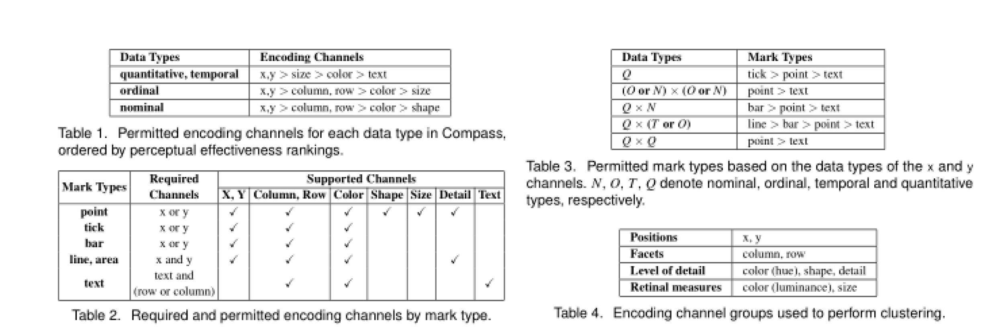 Data Types Encoding Channels
quantitative, temporal x,y > size > color > text
ordinal x,y > column, row > color > size
nominal x,y > column, row > color > shape
Table 1. Permitted encoding channels for each data type in Compass,
ordered by perceptual effectiveness rankings.
Mark Types Required Channels Supported Channels
X, Y Column, Row Color Shape Size Detail Text
point x or y ✓ ✓ ✓ ✓ ✓ ✓
tick x or y ✓ ✓ ✓
bar x or y ✓ ✓ ✓
line, area x and y ✓ ✓ ✓ ✓
text text and (row or column) ✓ ✓ ✓
Table 2. Required and permitted encoding channels by mark type.
Data Types Mark Types
Q tick > point > text
(O or N) × (O or N) point > text
Q × N bar > point > text
Q × (T or O) line > bar > point > text
Q × Q point > text
Table 3. Permitted mark types based on the data types of the x and y
channels. N, O, T, Q denote nominal, ordinal, temporal and quantitative
types, respectively.
Positions x, y
Facets column, row
Level of detail color (hue), shape, detail
Retinal measures color (luminance), size
Table 4. Encoding channel groups used to perform clustering.